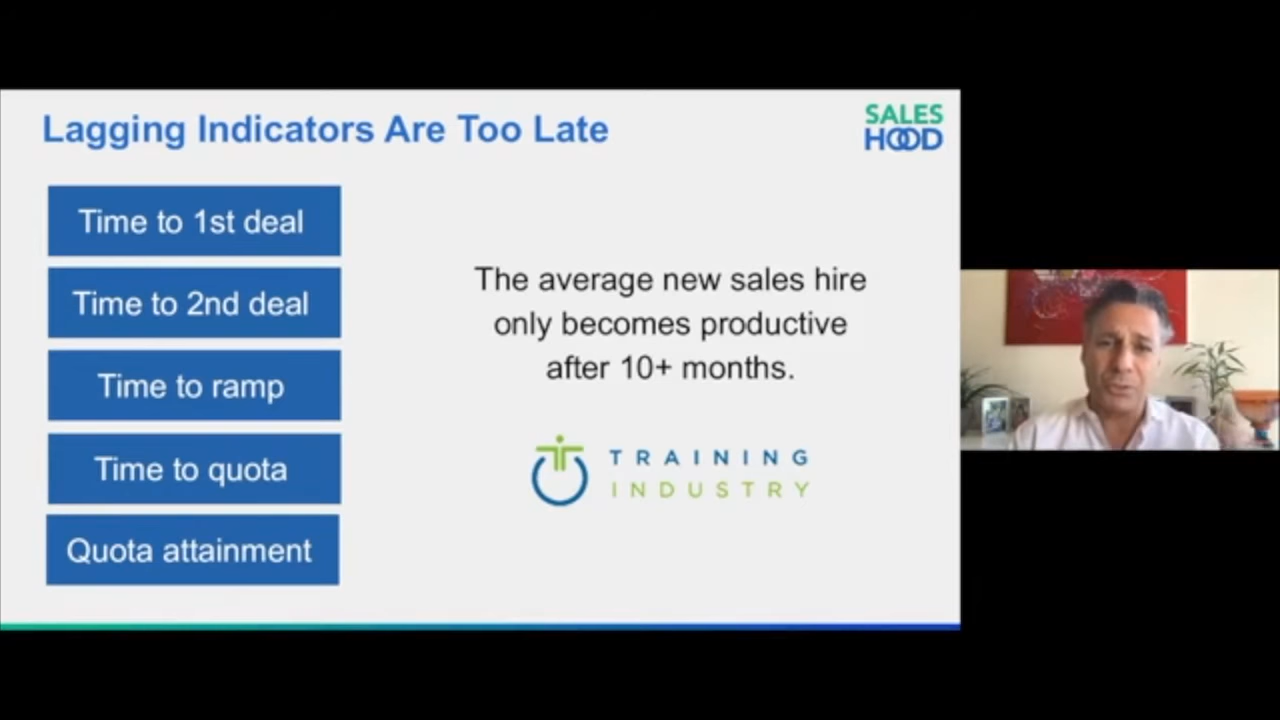 Lagging Indicators Are Too Late
SALES
HOOD
Time to 1st deal
Time to 2nd deal
Time to ramp
Time to quota
Quota attainment
The average new sales hire
only becomes productive
after 10+ months.
TRAINING
INDUSTRY